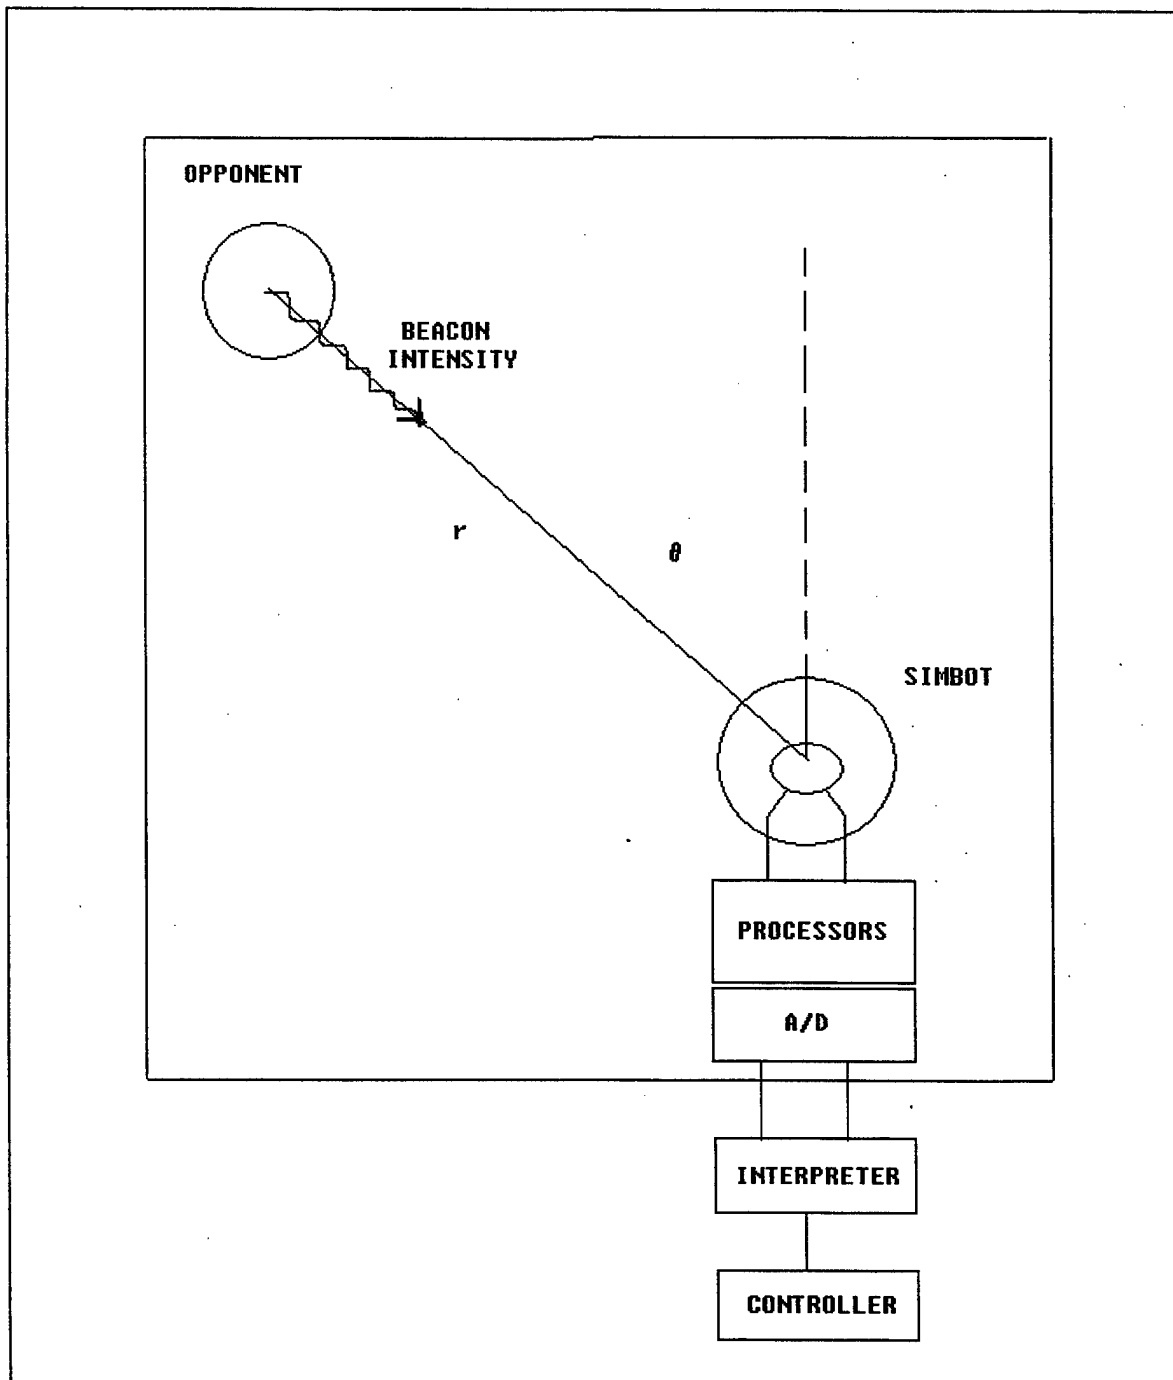 OPPONENT
BEACON
INTENSITY
r
θ
SIMBOT
PROCESSORS
A/D
INTERPRETER
CONTROLLER